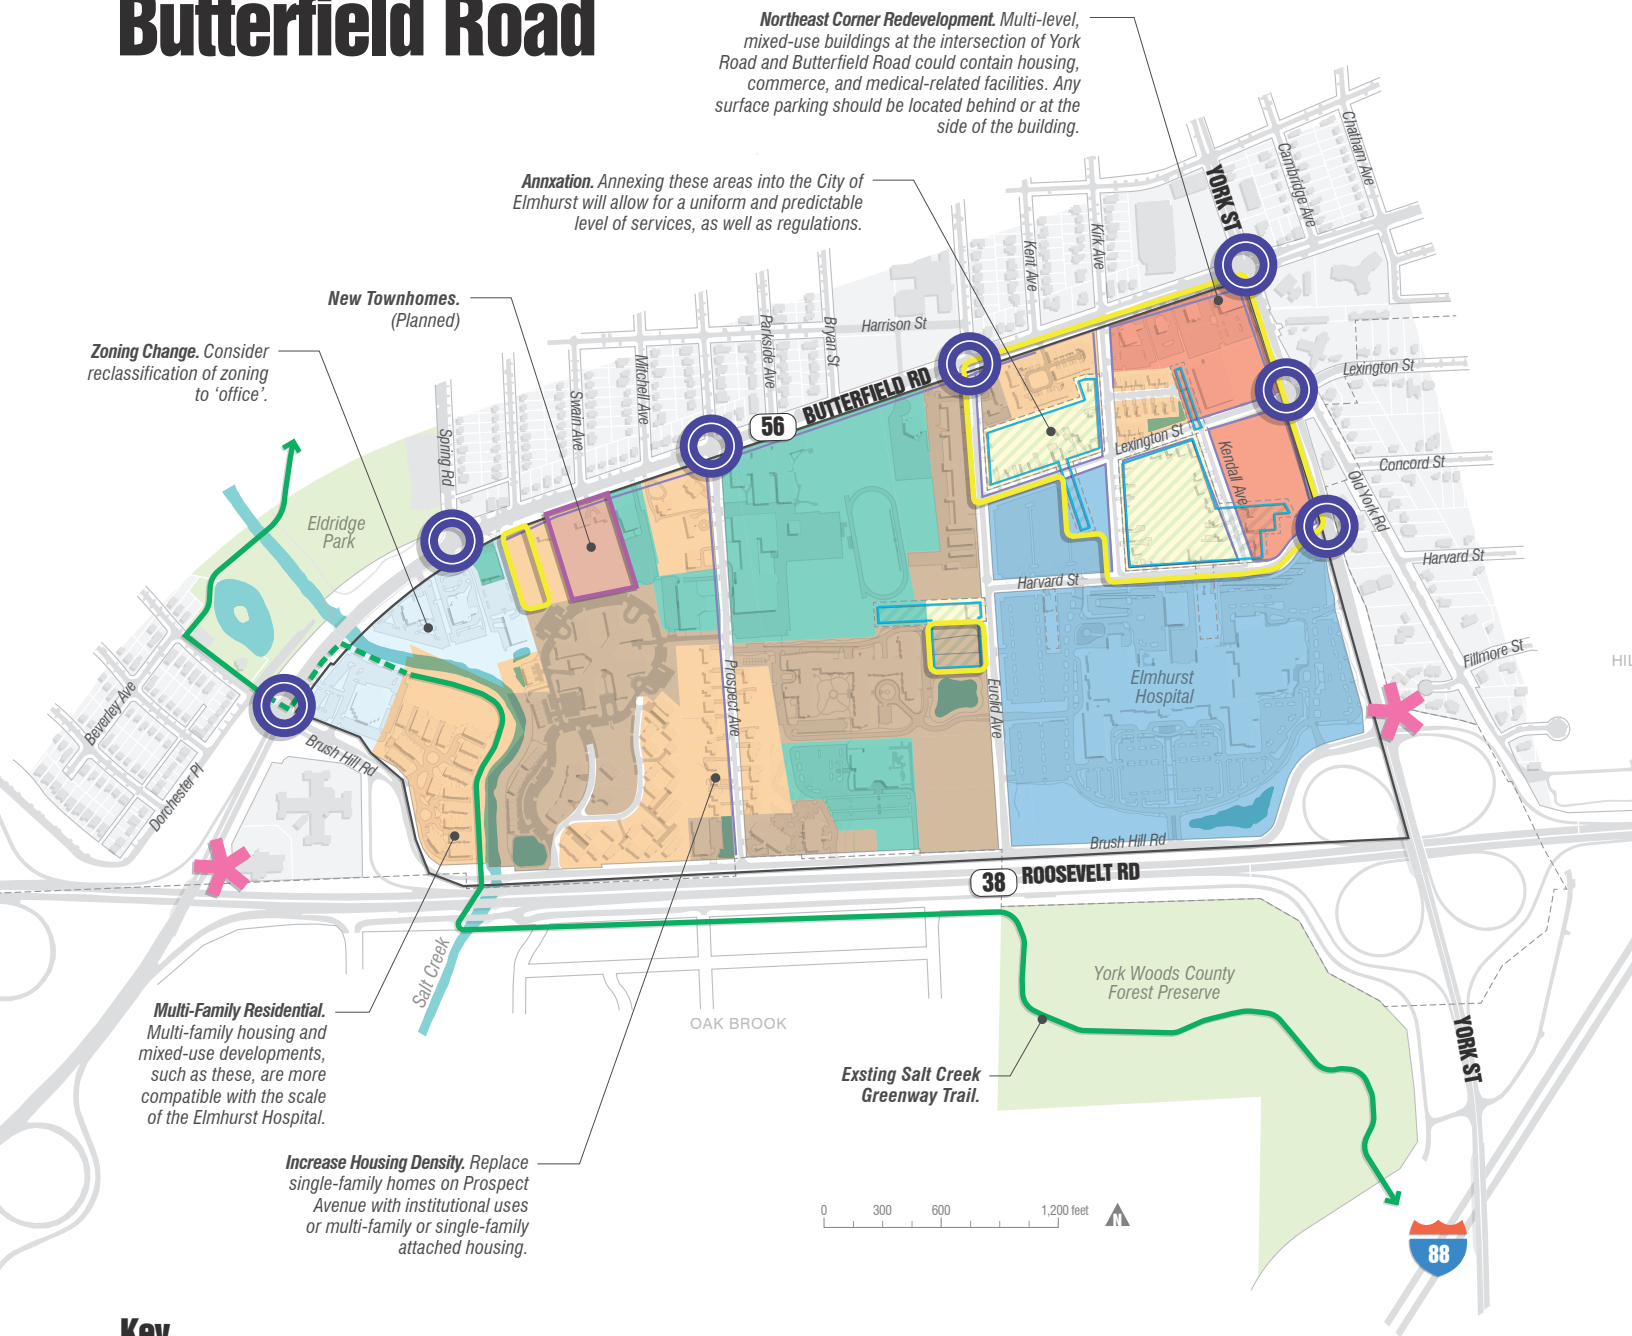 Butterfield Road
Northeast Corner Redevelopment. Multi-level,
mixed-use buildings at the intersection of York
Road and Butterfield Road could contain housing,
commerce, and medical-related facilities. Any
surface parking should be located behind or at the
side of the building.
Annxation. Annexing these areas into the City of
Elmhurst will allow for a uniform and predictable
level of services, as well as regulations.
New Townhomes.
(Planned)
Zoning Change. Consider
reclassification of zoning
to ‘office’.
Chatham Ave
Cambridge Ave
YORK ST
Kirk Ave
Kent Ave
Harrison St
Bryan St
Parkside Ave
Mitchell Ave
Swain Ave
Spring Rd
BUTTERFIELD RD
56
Lexington St
Lexington St
Kendall Ave
Concord St
Old York Rd
Harvard St
Harvard St
Fillmore St
HIL
Eldridge
Park
Elmhurst
Hospital
Prospect Ave
Euclid Ave
Beverley Ave
Dorchester Pl
Brush Hill Rd
Brush Hill Rd
38
ROOSEVELT RD
Salt Creek
York Woods County
Forest Preserve
OAK BROOK
YORK ST
Multi-Family Residential.
Multi-family housing and
mixed-use developments,
such as these, are more
compatible with the scale
of the Elmhurst Hospital.
Exsting Salt Creek
Greenway Trail.
Increase Housing Density. Replace
single-family homes on Prospect
Avenue with institutional uses
or multi-family or single-family
attached housing.
0 300 600 1,200 feet
N
88
Key